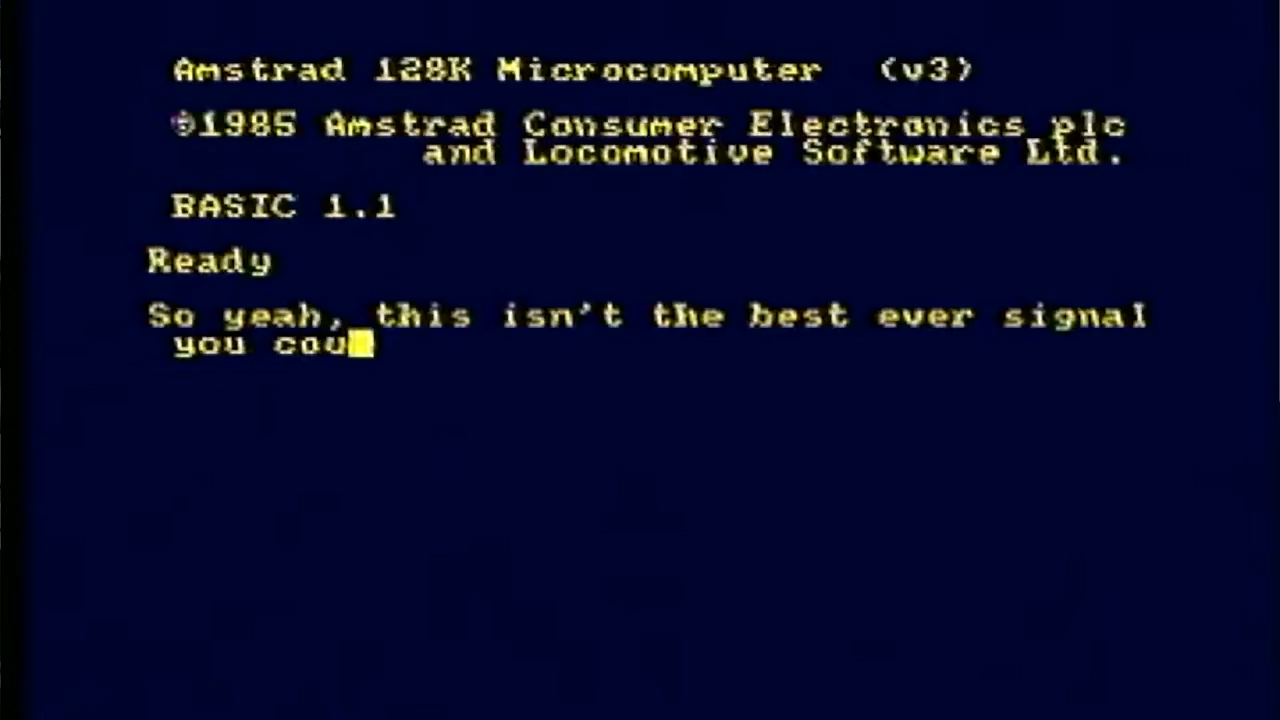 Amstrad 128K Microcomputer (v3)
©1985 Amstrad Consumer Electronics plc
and Locomotive Software Ltd.
BASIC 1.1
Ready
So yeah, this isn't the best ever signal
you cou